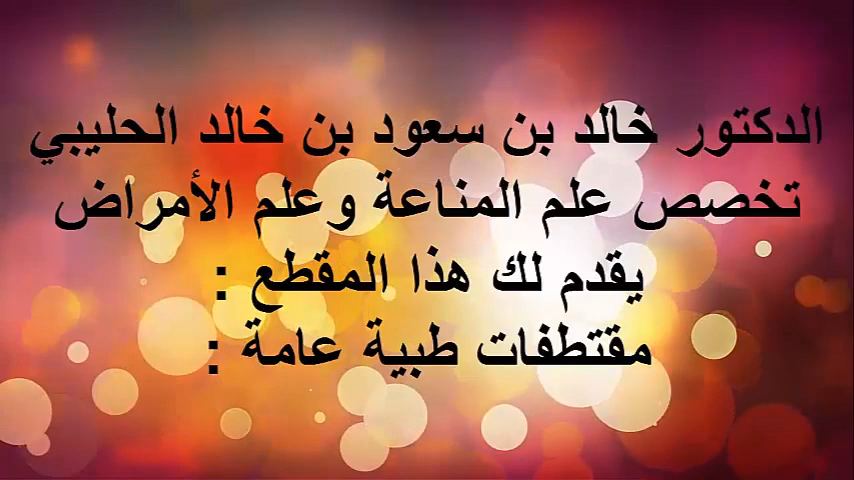 الدكتور خالد بن سعود بن خالد الحليبي
تخصص علم المناعة وعلم الأمراض
يقدم لك هذا المقطع :
مقتطفات طبية عامة :